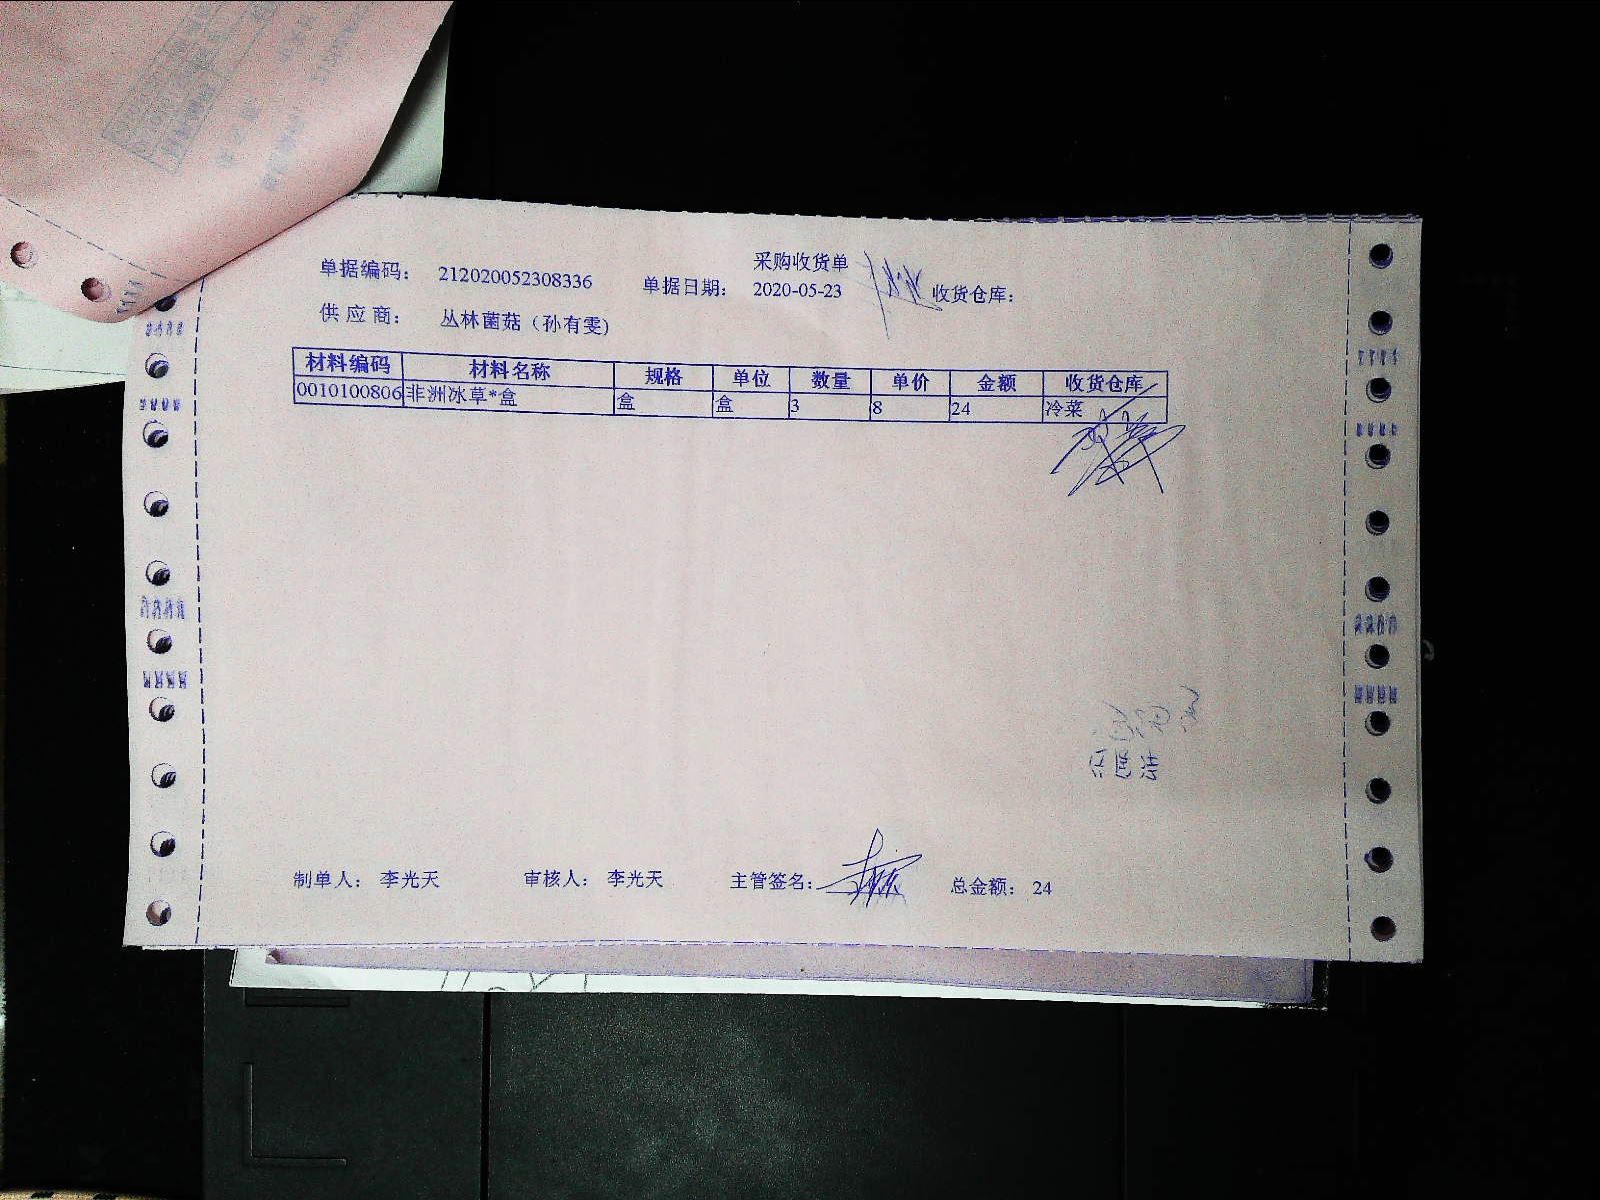 采购收货单
单据编码： 212020052308336 单据日期： 2020-05-23 收货仓库：
供 应 商： 丛林菌菇（孙有雯)
材料编码 材料名称 规格 单位 数量 单价 金额 收货仓库
0010100806 非洲冰草*盒 盒 盒 3 8 24 冷菜
制单人： 李光天 审核人： 李光天 主管签名： 总金额： 24